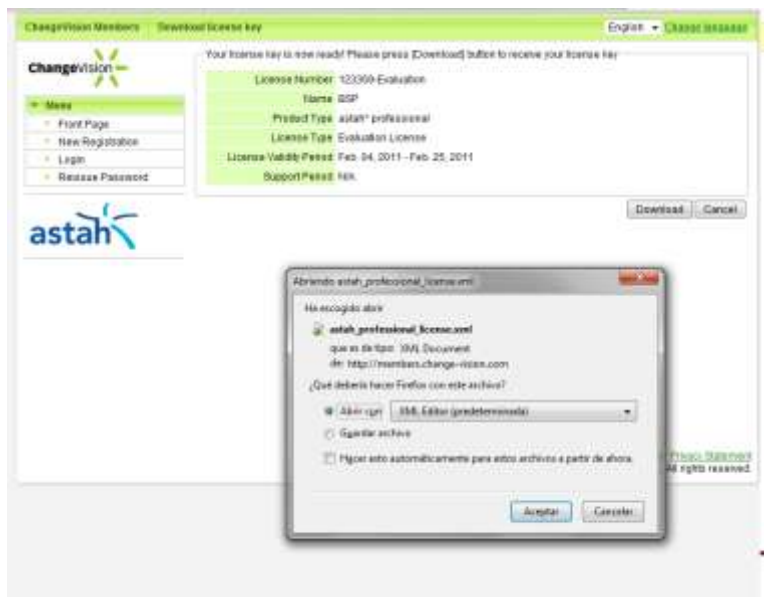 ChangeVision Members Download license key English Change language
ChangeVision
Your license key is now ready! Please press [Download] button to receive your license key
License Number 123369-Evaluation
Name BSP
Product Type astah* professional
License Type Evaluation License
License Validity Period Feb. 04, 2011 - Feb. 25, 2011
Support Period N/A
Menu
Front Page
New Registration
Login
Reissue Password
astah
Download Cancel
Abriendo astah_professional_license.xml
Ha escogido abrir
astah_professional_license.xml
que es de tipo: XML Document
de: http://members.change-vision.com
¿Qué debería hacer Firefox con este archivo?
Abrir con XML Editor (predeterminada)
Guardar archivo
Hacer esto automáticamente para estos archivos a partir de ahora.
Aceptar Cancelar
Privacy Statement
All rights reserved.